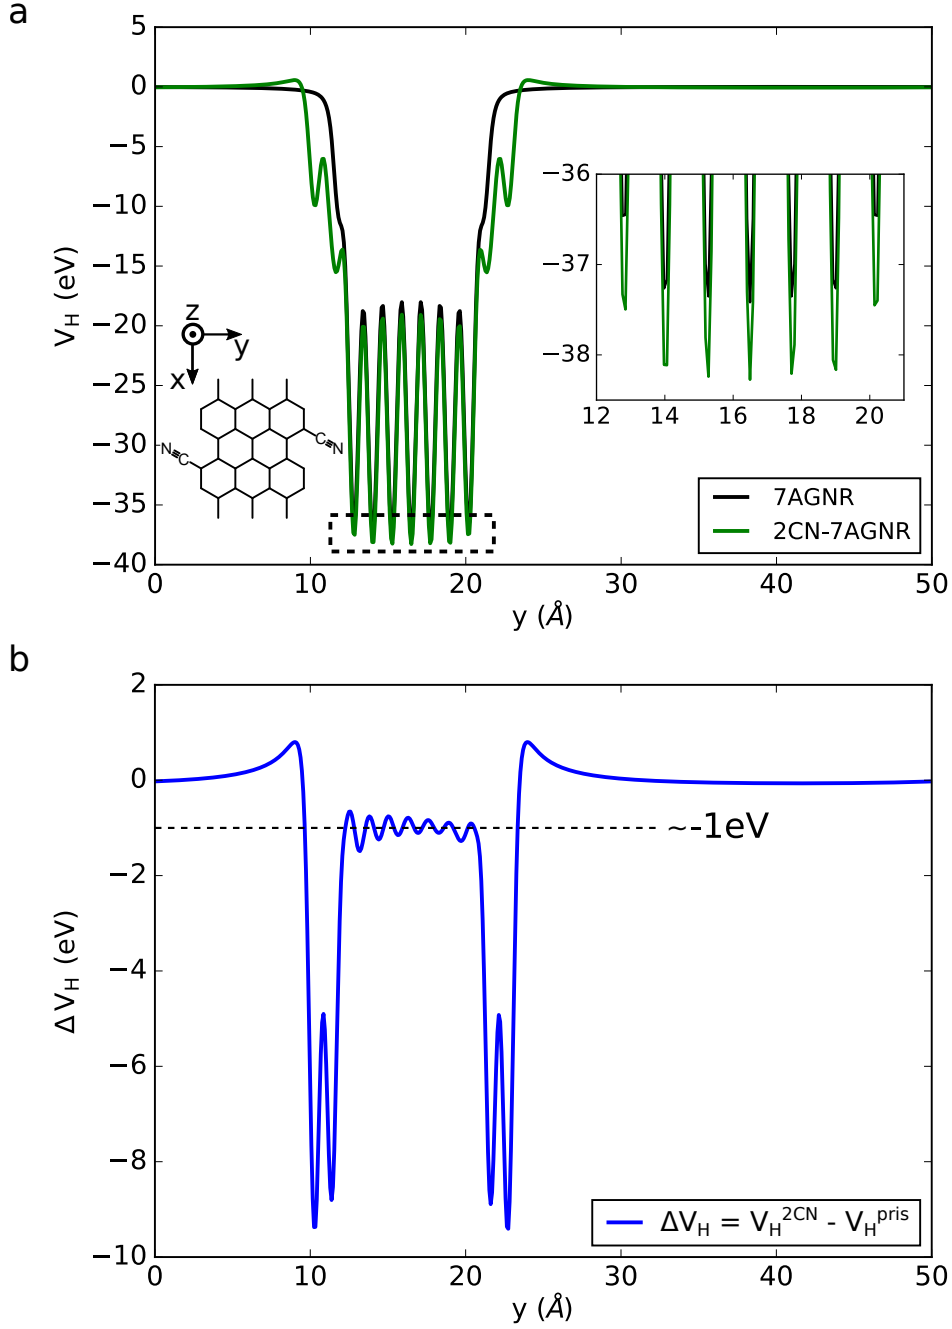 a
5
0
−5
−10
−15
−20
−25
−30
−35
−40
V_H (eV)
0
10
20
30
40
50
y (Å)
z
y
x
N≡C
C≡N
−36
−37
−38
12
14
16
18
20
7AGNR
2CN-7AGNR
b
2
0
−2
−4
−6
−8
−10
ΔV_H (eV)
~-1eV
ΔV_H = V_H^2CN - V_H^pris
0
10
20
30
40
50
y (Å)